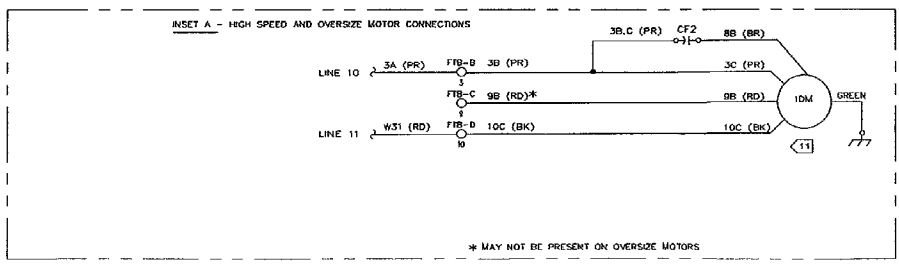 INSET A - HIGH SPEED AND OVERSIZE MOTOR CONNECTIONS
3B,C (PR) CF2 8B (BR)
LINE 10 3A (PR) FTB-B 3B (PR) 3C (PR)
3
FTB-C 9B (RD)* 9B (RD) IDM GREEN
9
LINE 11 W31 (RD) FTB-D 10C (BK) 10C (BK)
10
11
* MAY NOT BE PRESENT ON OVERSIZE MOTORS